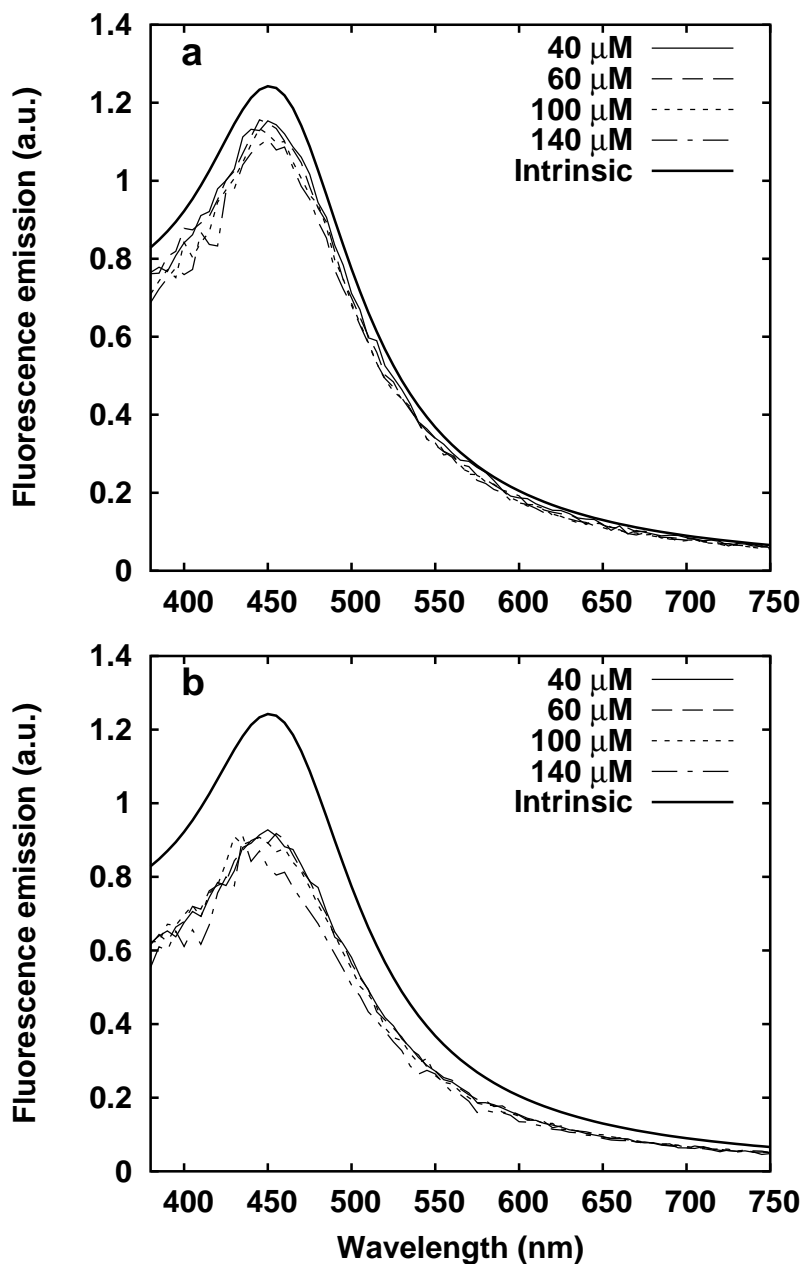 1.4
1.2
1
0.8
0.6
0.4
0.2
0
Fluorescence emission (a.u.)
a
40 μM
60 μM
100 μM
140 μM
Intrinsic
400 450 500 550 600 650 700 750
1.4
1.2
1
0.8
0.6
0.4
0.2
0
Fluorescence emission (a.u.)
b
40 μM
60 μM
100 μM
140 μM
Intrinsic
400 450 500 550 600 650 700 750
Wavelength (nm)